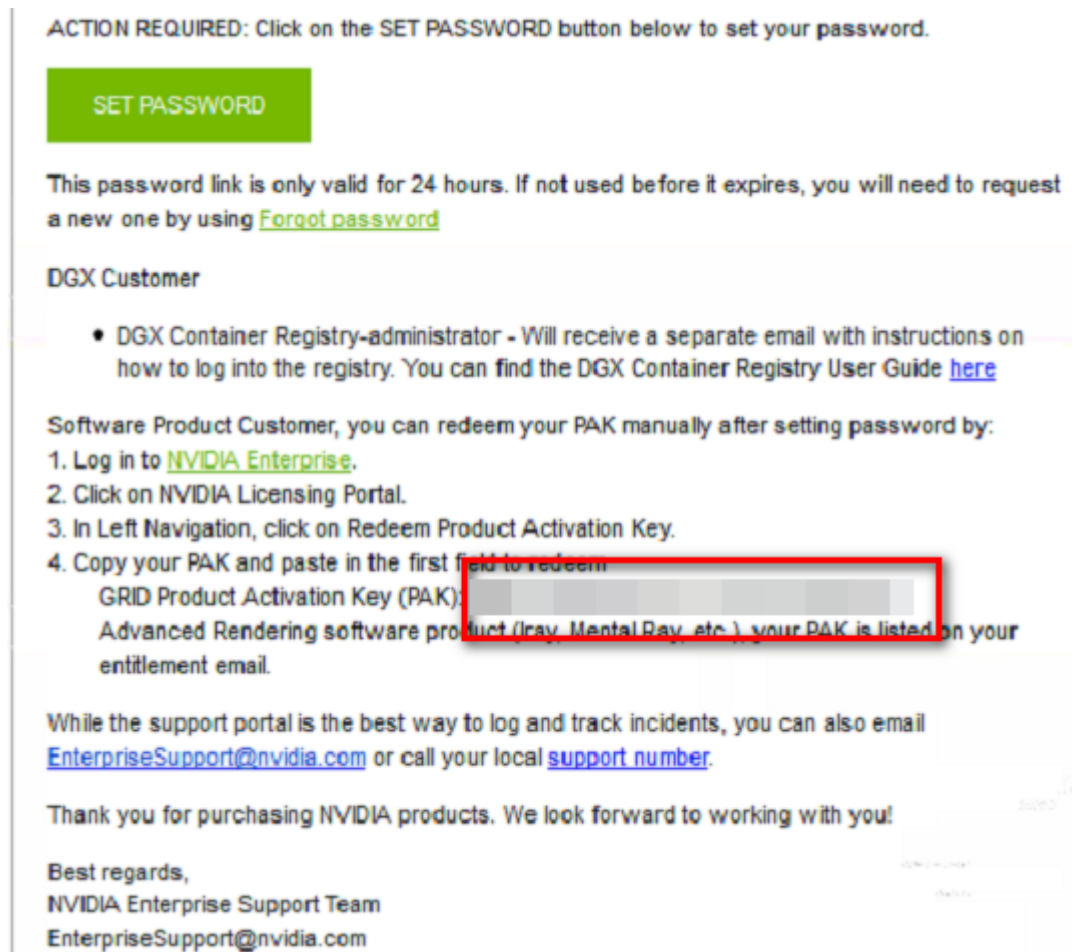 ACTION REQUIRED: Click on the SET PASSWORD button below to set your password.
SET PASSWORD
This password link is only valid for 24 hours. If not used before it expires, you will need to request
a new one by using Forgot password
DGX Customer
• DGX Container Registry-administrator - Will receive a separate email with instructions on
how to log into the registry. You can find the DGX Container Registry User Guide here
Software Product Customer, you can redeem your PAK manually after setting password by:
1. Log in to NVIDIA Enterprise.
2. Click on NVIDIA Licensing Portal.
3. In Left Navigation, click on Redeem Product Activation Key.
4. Copy your PAK and paste in the first field to redeem
GRID Product Activation Key (PAK):
Advanced Rendering software product (Iray, Mental Ray, etc.), your PAK is listed on your
entitlement email.
While the support portal is the best way to log and track incidents, you can also email
EnterpriseSupport@nvidia.com or call your local support number.
Thank you for purchasing NVIDIA products. We look forward to working with you!
Best regards,
NVIDIA Enterprise Support Team
EnterpriseSupport@nvidia.com